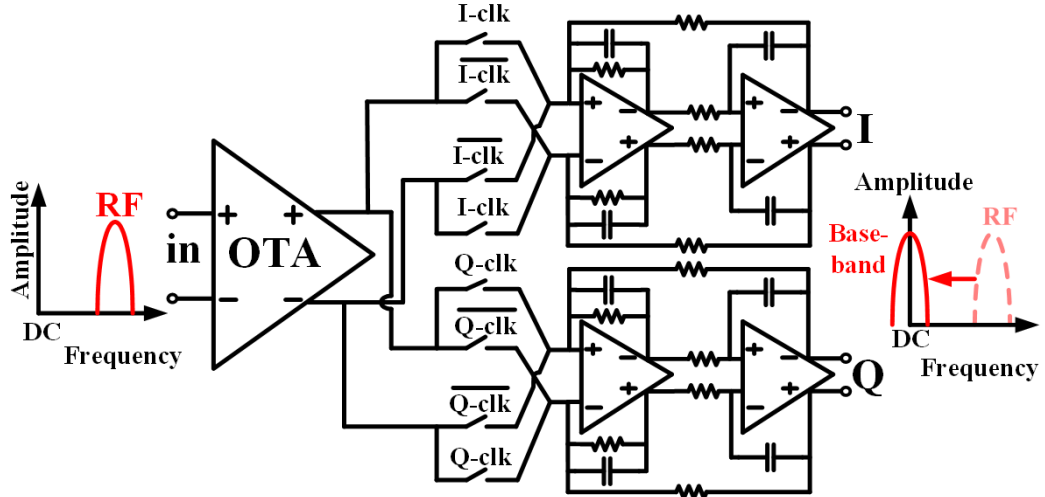 I-clk
I-clk
I-clk
I-clk
Amplitude
RF
DC
Frequency
in
+ +
OTA
− −
Q-clk
Q-clk
Q-clk
Q-clk
+ −
− +
+ −
− +
I
+ −
− +
+ −
− +
Q
Amplitude
RF
Base-
band
DC
Frequency